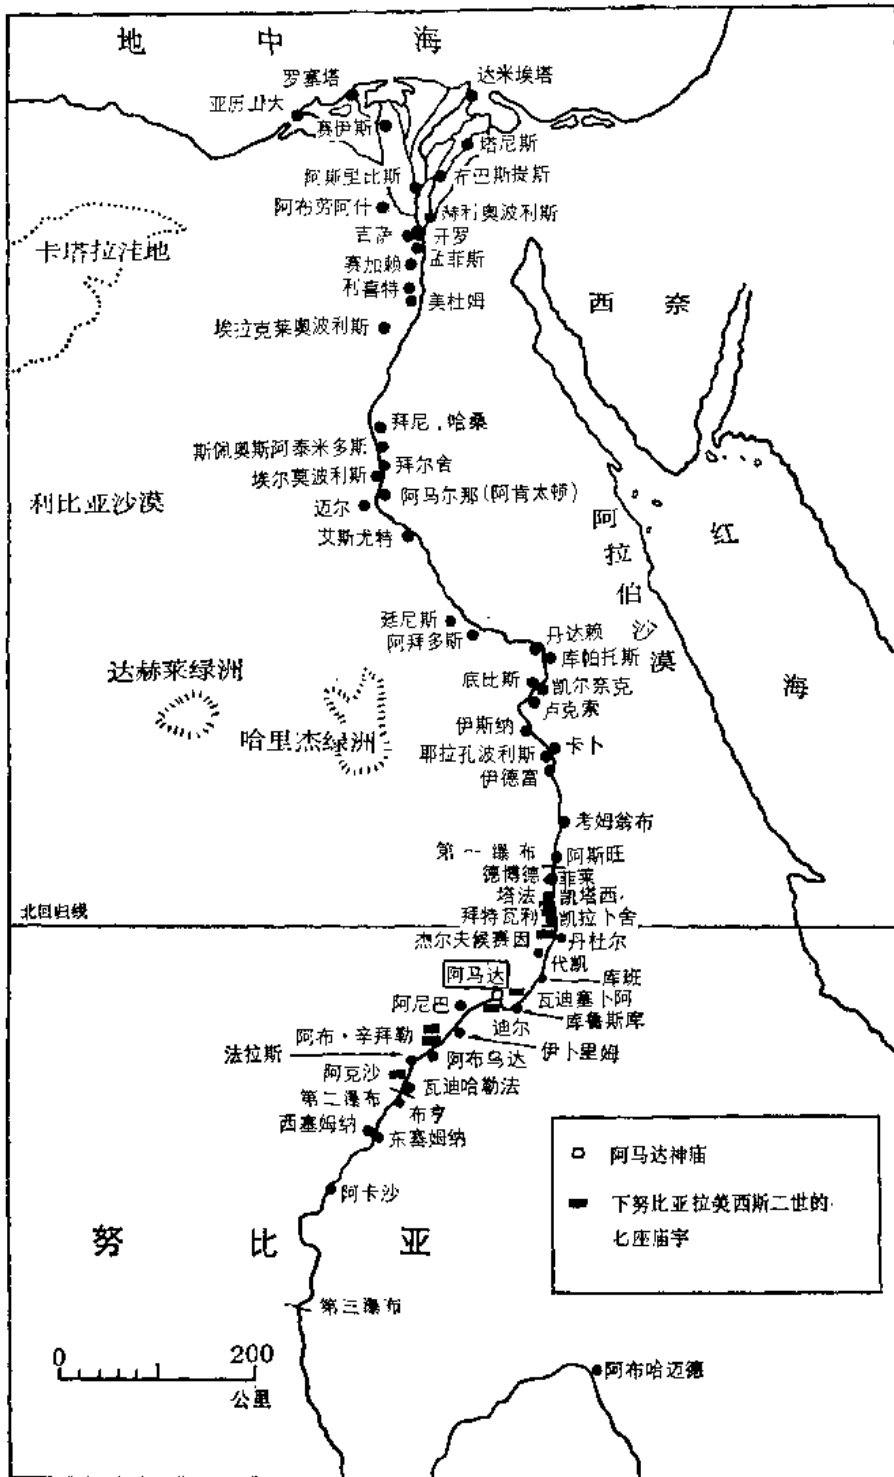 地 中 海
罗塞塔
达米埃塔
亚历山大
赛伊斯
塔尼斯
阿斯里比斯
布巴斯提斯
阿布劳阿什
赫利奥波利斯
吉萨
开罗
卡塔拉洼地
孟菲斯
赛加赖
利喜特
美杜姆
西 奈
埃拉克莱奥波利斯
拜尼·哈桑
斯佩奥斯阿泰米多斯
拜尔舍
埃尔莫波利斯
阿马尔那(阿肯太顿)
利比亚沙漠
迈尔
艾斯尤特
阿拉伯沙漠
红 海
廷尼斯
阿拜多斯
丹达赖
库帕托斯
达赫莱绿洲
底比斯
凯尔奈克
卢克索
哈里杰绿洲
伊斯纳
卡卜
耶拉孔波利斯
伊德富
考姆翁布
第一瀑布
阿斯旺
德博德
菲莱
塔法
凯塔西
拜特瓦利
凯拉卜舍
北回归线
杰尔夫候赛因
丹杜尔
代凯
阿马达
库班
阿尼巴
瓦迪塞卜阿
迪尔
库鲁斯库
阿布·辛拜勒
伊卜里姆
法拉斯
阿布乌达
阿克沙
瓦迪哈勒法
第二瀑布
布亨
西塞姆纳
东塞姆纳
阿马达神庙
阿卡沙
下努比亚拉美西斯二世的
七座庙宇
努 比 亚
第三瀑布
0 200
公里
阿布哈迈德